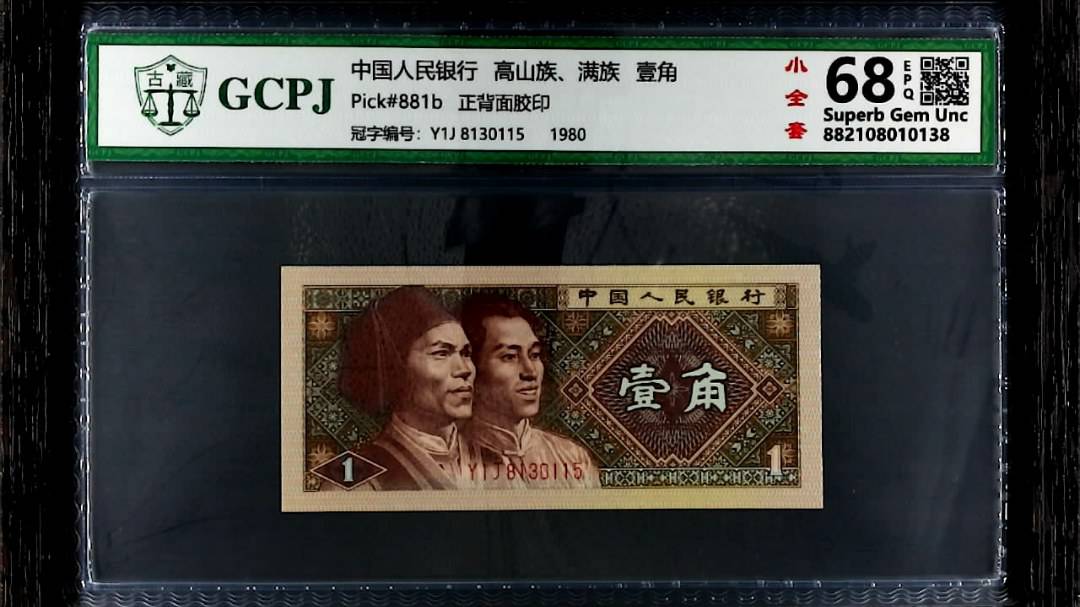 古藏
GCPJ
中国人民银行 高山族、满族 壹角
Pick#881b 正背面胶印
冠字编号: Y1J 8130115 1980
小全套
68
EPQ
Superb Gem Unc
882108010138
中国人民银行
壹角
Y1J8130115
1
1